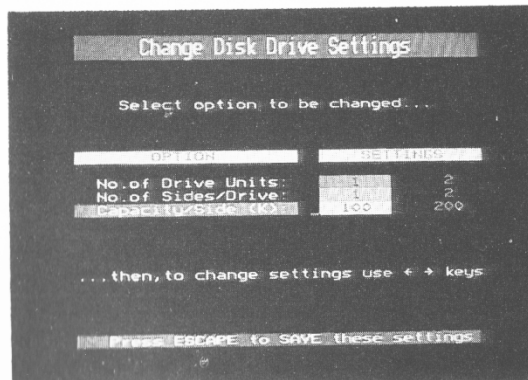 Change Disk Drive Settings
Select option to be changed...
OPTION SETTINGS
No.of Drive Units: 1 2
No.of Sides/Drive: 1 2
Capacity/Side (K): 100 200
...then,to change settings use ← → keys
Press ESCAPE to SAVE these settings